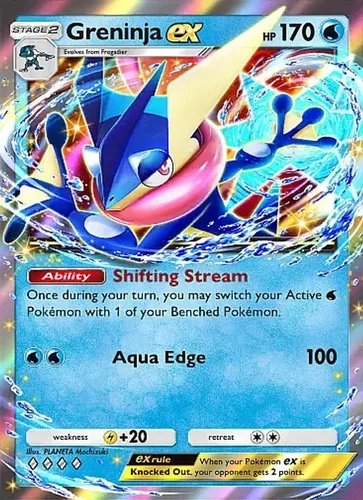 STAGE 2 Greninja ex HP 170
Evolves from Frogadier
Ability Shifting Stream
Once during your turn, you may switch your Active
Pokémon with 1 of your Benched Pokémon.
Aqua Edge 100
weakness +20 retreat
Illus. PLANETA Mochizuki
ex rule When your Pokémon ex is
Knocked Out, your opponent gets 2 points.